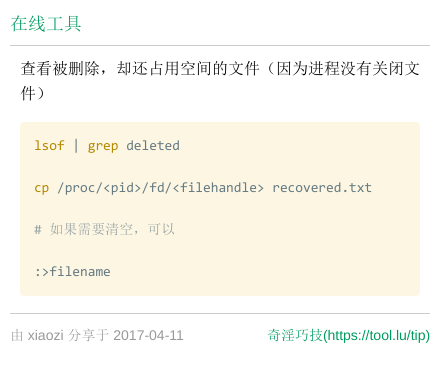 在线工具
查看被删除，却还占用空间的文件（因为进程没有关闭文
件）
lsof | grep deleted
cp /proc/<pid>/fd/<filehandle> recovered.txt
# 如果需要清空，可以
:>filename
由 xiaozi 分享于 2017-04-11
奇淫巧技(https://tool.lu/tip)